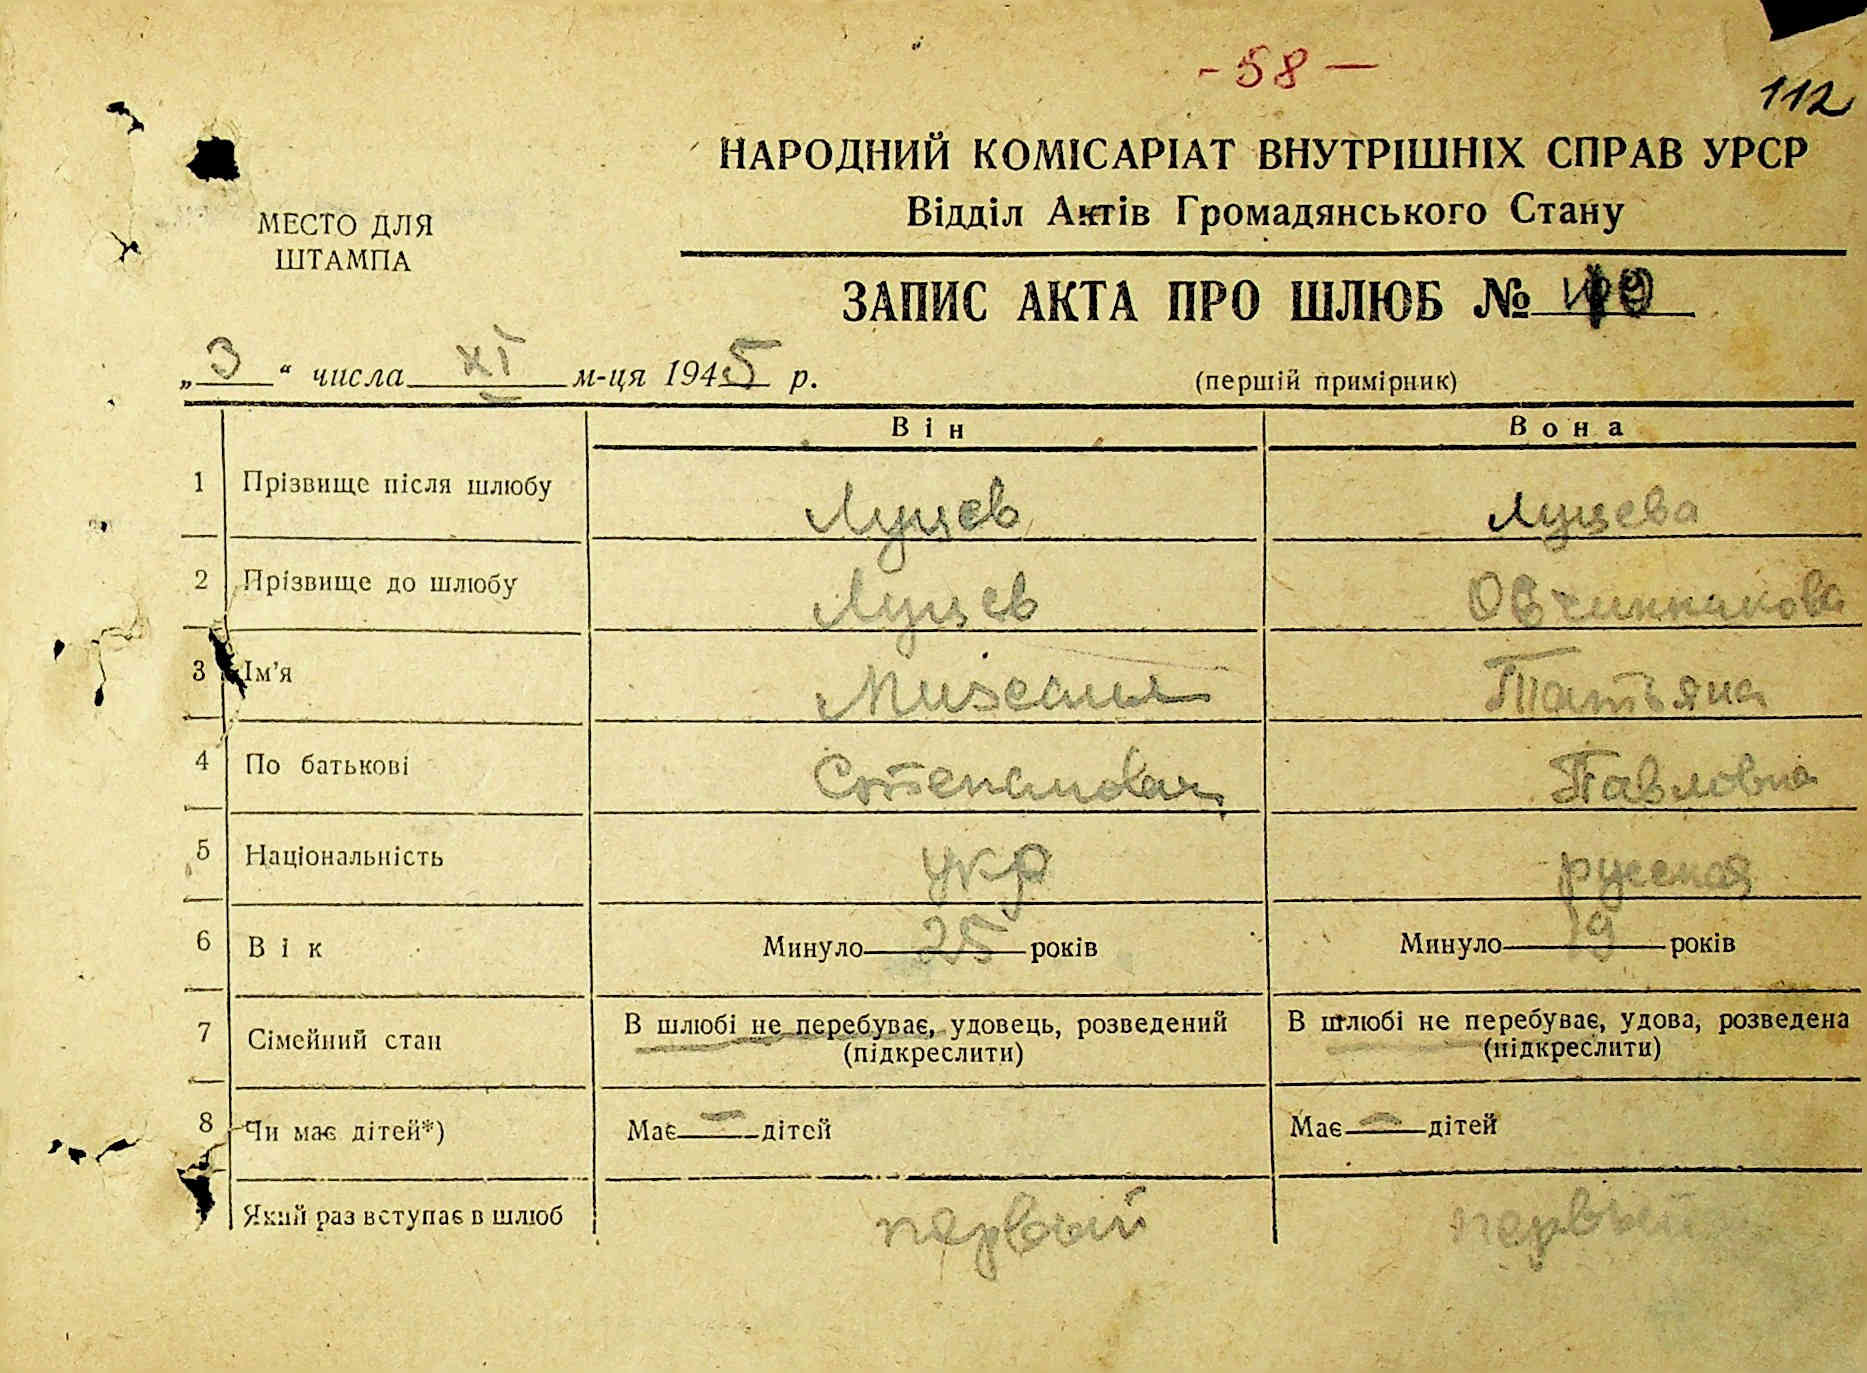 - 58 -
112
НАРОДНИЙ КОМІСАРІАТ ВНУТРІШНІХ СПРАВ УРСР
Відділ Актів Громадянського Стану
МЕСТО ДЛЯ
ШТАМПА
ЗАПИС АКТА ПРО ШЛЮБ №
„ 3 “ числа XI м-ця 1945 р.
(перший примірник)
Він Вона
1 Прізвище після шлюбу Луцев Луцева
2 Прізвище до шлюбу Луцев Овчинникова
3 Ім’я Михаил Татьяна
4 По батькові Степанович Павловна
5 Національність укр русская
6 Вік Минуло 25 років Минуло 19 років
7 Сімейний стан В шлюбі не перебуває, удовець, розведений В шлюбі не перебуває, удова, розведена
(підкреслити) (підкреслити)
8 Чи має дітей*) Має — дітей Має — дітей
Який раз вступає в шлюб первый первый